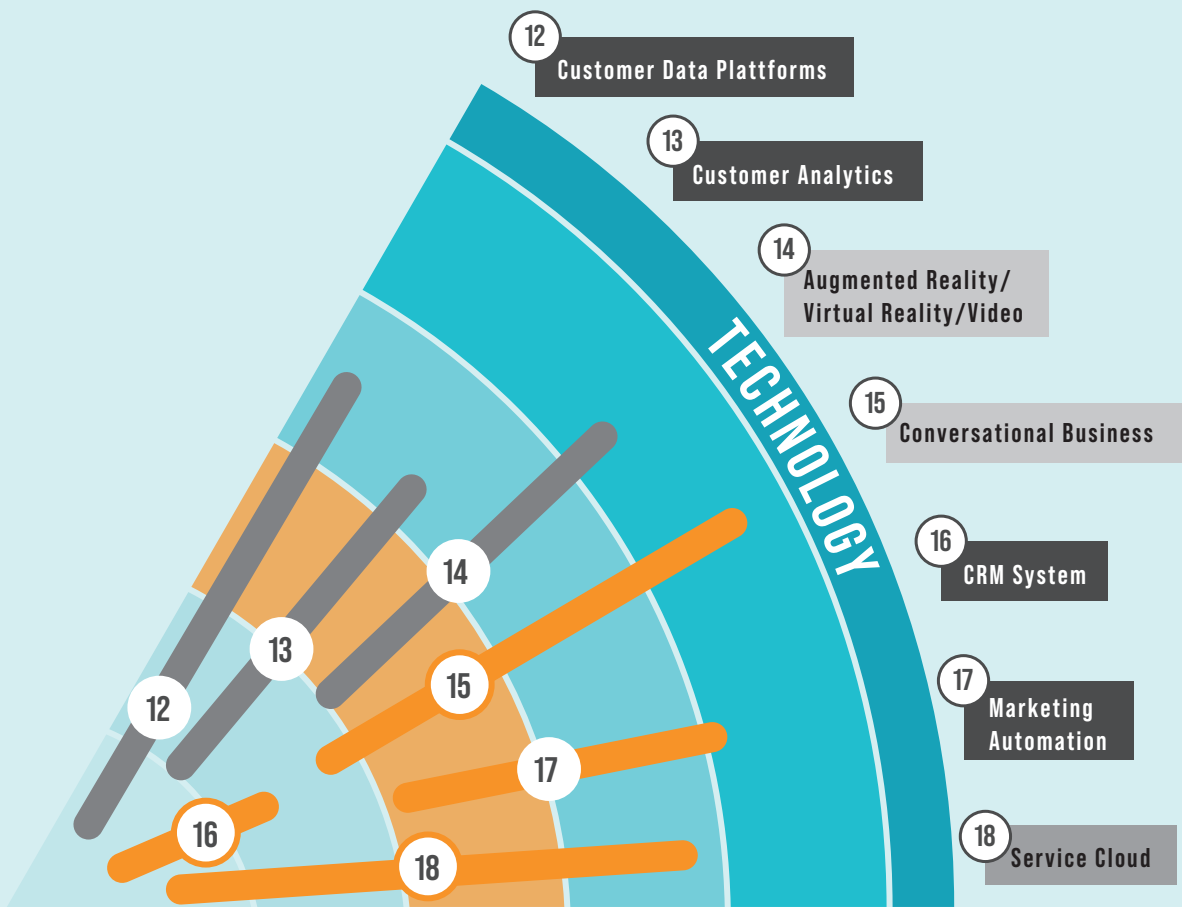 12
Customer Data Plattforms
13
Customer Analytics
14
Augmented Reality/
Virtual Reality/Video
15
Conversational Business
16
CRM System
17
Marketing
Automation
18
Service Cloud
TECHNOLOGY
12
13
14
15
16
17
18